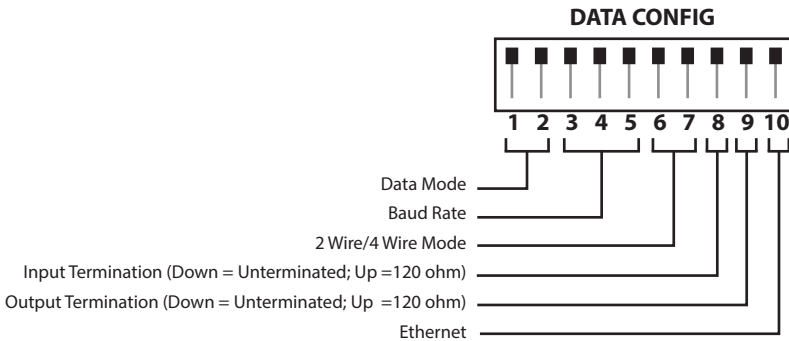 DATA CONFIG
1 2 3 4 5 6 7 8 9 10
Data Mode
Baud Rate
2 Wire/4 Wire Mode
Input Termination (Down = Unterminated; Up =120 ohm)
Output Termination (Down = Unterminated; Up =120 ohm)
Ethernet